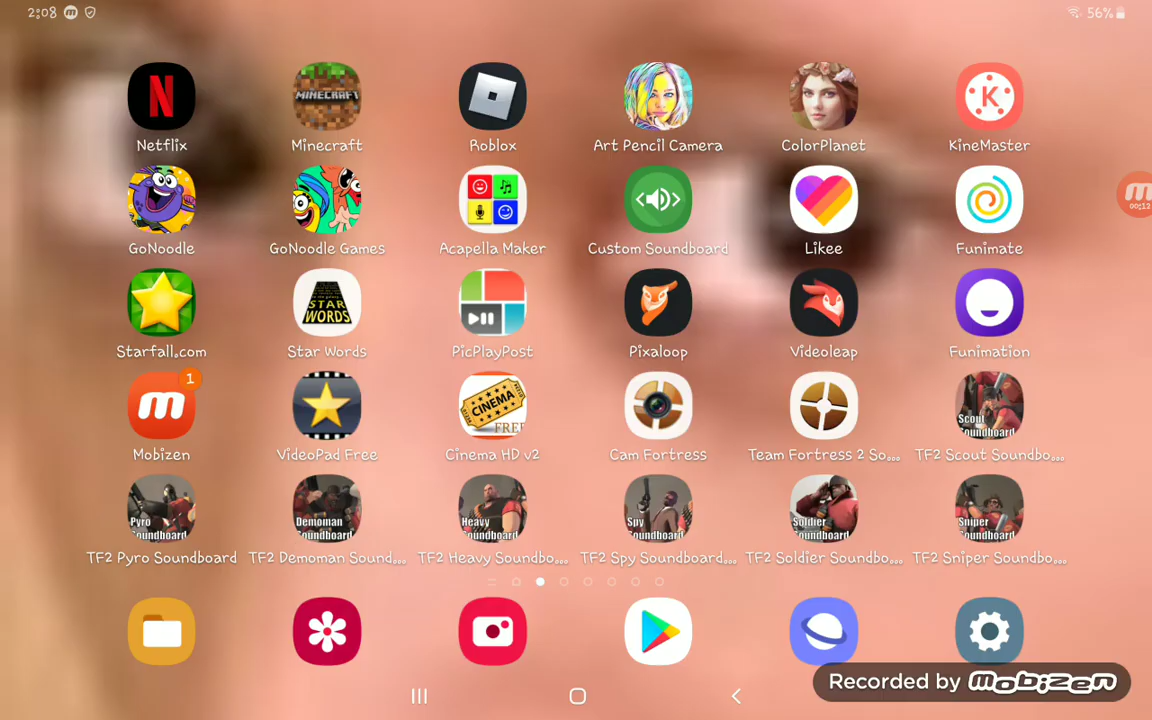 2:08 56%
Netflix Minecraft Roblox Art Pencil Camera ColorPlanet KineMaster
MINECRAFT
K
00:12
GoNoodle GoNoodle Games Acapella Maker Custom Soundboard Likee Funimate
STAR
WORDS
Starfall.com Star Words PicPlayPost Pixaloop Videoleap Funimation
1
CINEMA
FREE
Scout
Soundboard
Mobizen VideoPad Free Cinema HD v2 Cam Fortress Team Fortress 2 So... TF2 Scout Soundbo...
Pyro Soundboard
Demoman Soundboard
Heavy Soundboard
Spy Soundboard
Soldier Soundboard
Sniper Soundboard
TF2 Pyro Soundboard TF2 Demoman Sound... TF2 Heavy Soundbo... TF2 Spy Soundboard... TF2 Soldier Soundbo... TF2 Sniper Soundbo...
Recorded by mobizen